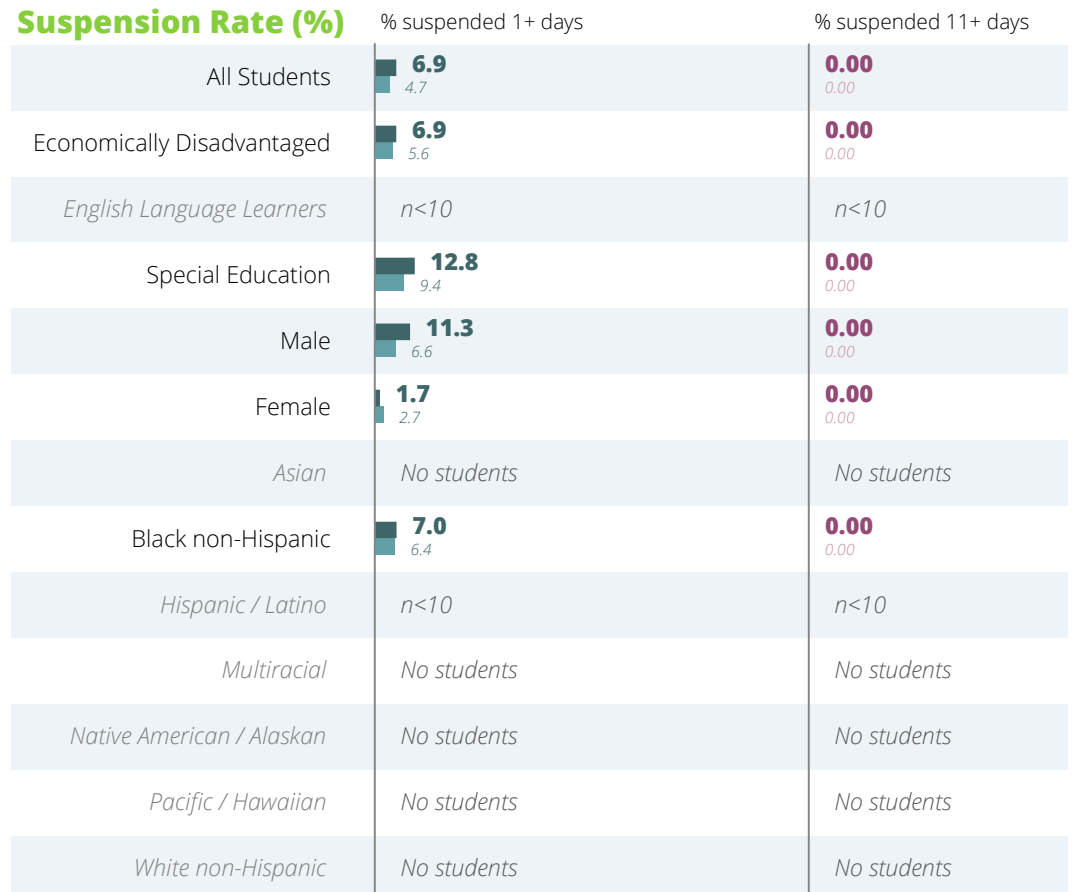 Suspension Rate (%) % suspended 1+ days % suspended 11+ days
All Students 6.9 0.00
4.7 0.00
Economically Disadvantaged 6.9 0.00
5.6 0.00
English Language Learners n<10 n<10
Special Education 12.8 0.00
9.4 0.00
Male 11.3 0.00
6.6 0.00
Female 1.7 0.00
2.7 0.00
Asian No students No students
Black non-Hispanic 7.0 0.00
6.4 0.00
Hispanic / Latino n<10 n<10
Multiracial No students No students
Native American / Alaskan No students No students
Pacific / Hawaiian No students No students
White non-Hispanic No students No students